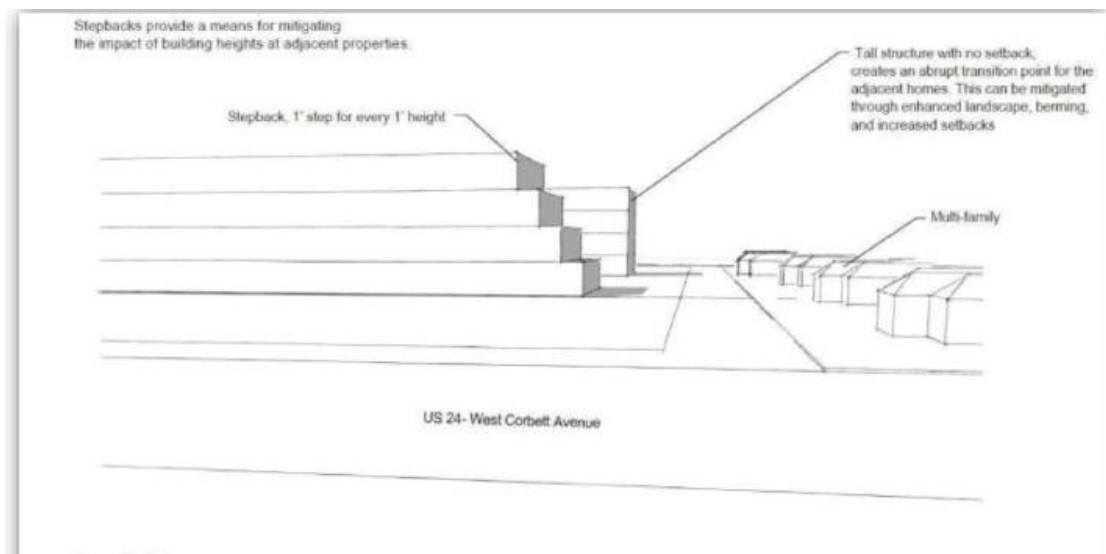 Stepbacks provide a means for mitigating
the impact of building heights at adjacent properties.
Tall structure with no setback,
creates an abrupt transition point for the
adjacent homes. This can be mitigated
through enhanced landscape, berming,
and increased setbacks
Stepback, 1' step for every 1' height
Multi-family
US 24- West Corbett Avenue